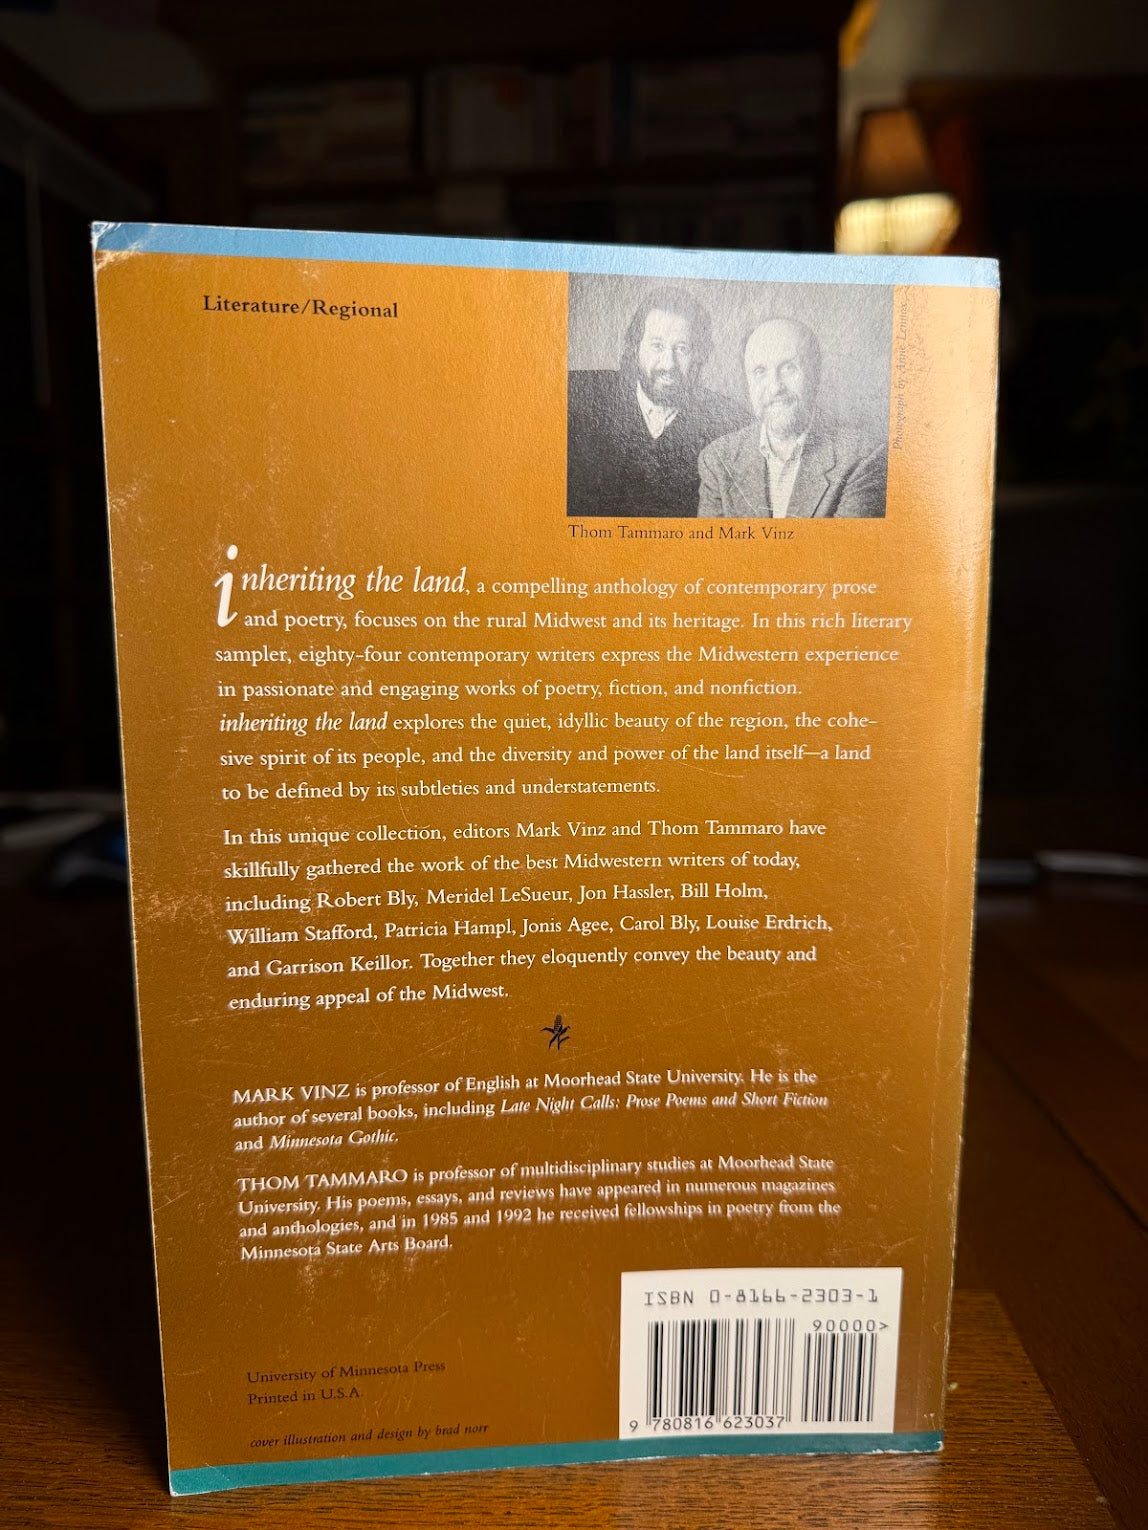 Literature/Regional
Photograph by Annie Lennox
Thom Tammaro and Mark Vinz
inheriting the land, a compelling anthology of contemporary prose
and poetry, focuses on the rural Midwest and its heritage. In this rich literary
sampler, eighty-four contemporary writers express the Midwestern experience
in passionate and engaging works of poetry, fiction, and nonfiction.
inheriting the land explores the quiet, idyllic beauty of the region, the cohe-
sive spirit of its people, and the diversity and power of the land itself—a land
to be defined by its subtleties and understatements.
In this unique collection, editors Mark Vinz and Thom Tammaro have
skillfully gathered the work of the best Midwestern writers of today,
including Robert Bly, Meridel LeSueur, Jon Hassler, Bill Holm,
William Stafford, Patricia Hampl, Jonis Agee, Carol Bly, Louise Erdrich,
and Garrison Keillor. Together they eloquently convey the beauty and
enduring appeal of the Midwest.
MARK VINZ is professor of English at Moorhead State University. He is the
author of several books, including Late Night Calls: Prose Poems and Short Fiction
and Minnesota Gothic.
THOM TAMMARO is professor of multidisciplinary studies at Moorhead State
University. His poems, essays, and reviews have appeared in numerous magazines
and anthologies, and in 1985 and 1992 he received fellowships in poetry from the
Minnesota State Arts Board.
ISBN 0-8166-2303-1
90000>
9 780816 623037
University of Minnesota Press
Printed in U.S.A.
cover illustration and design by brad norr